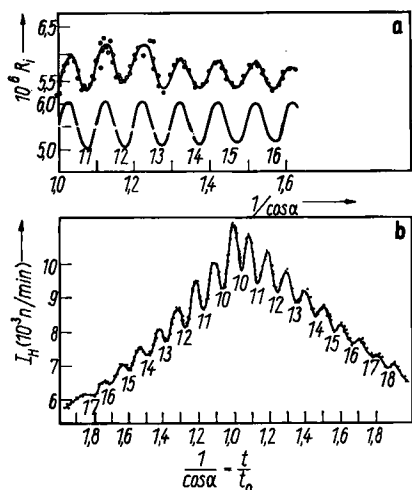 a
10⁶ Rᵢ
6,5
5,5
6,0
5,0
11 12 13 14 15 16
1,0 1,2 1,4 1,6
1/cosα
b
I_H (10³n/min)
10
9
8
7
6
17 16 15 14 13 12 11 10 10 11 12 13 14 15 16 17 18
1,8 1,6 1,4 1,2 1,0 1,2 1,4 1,6 1,8
1/cosα = t/t₀